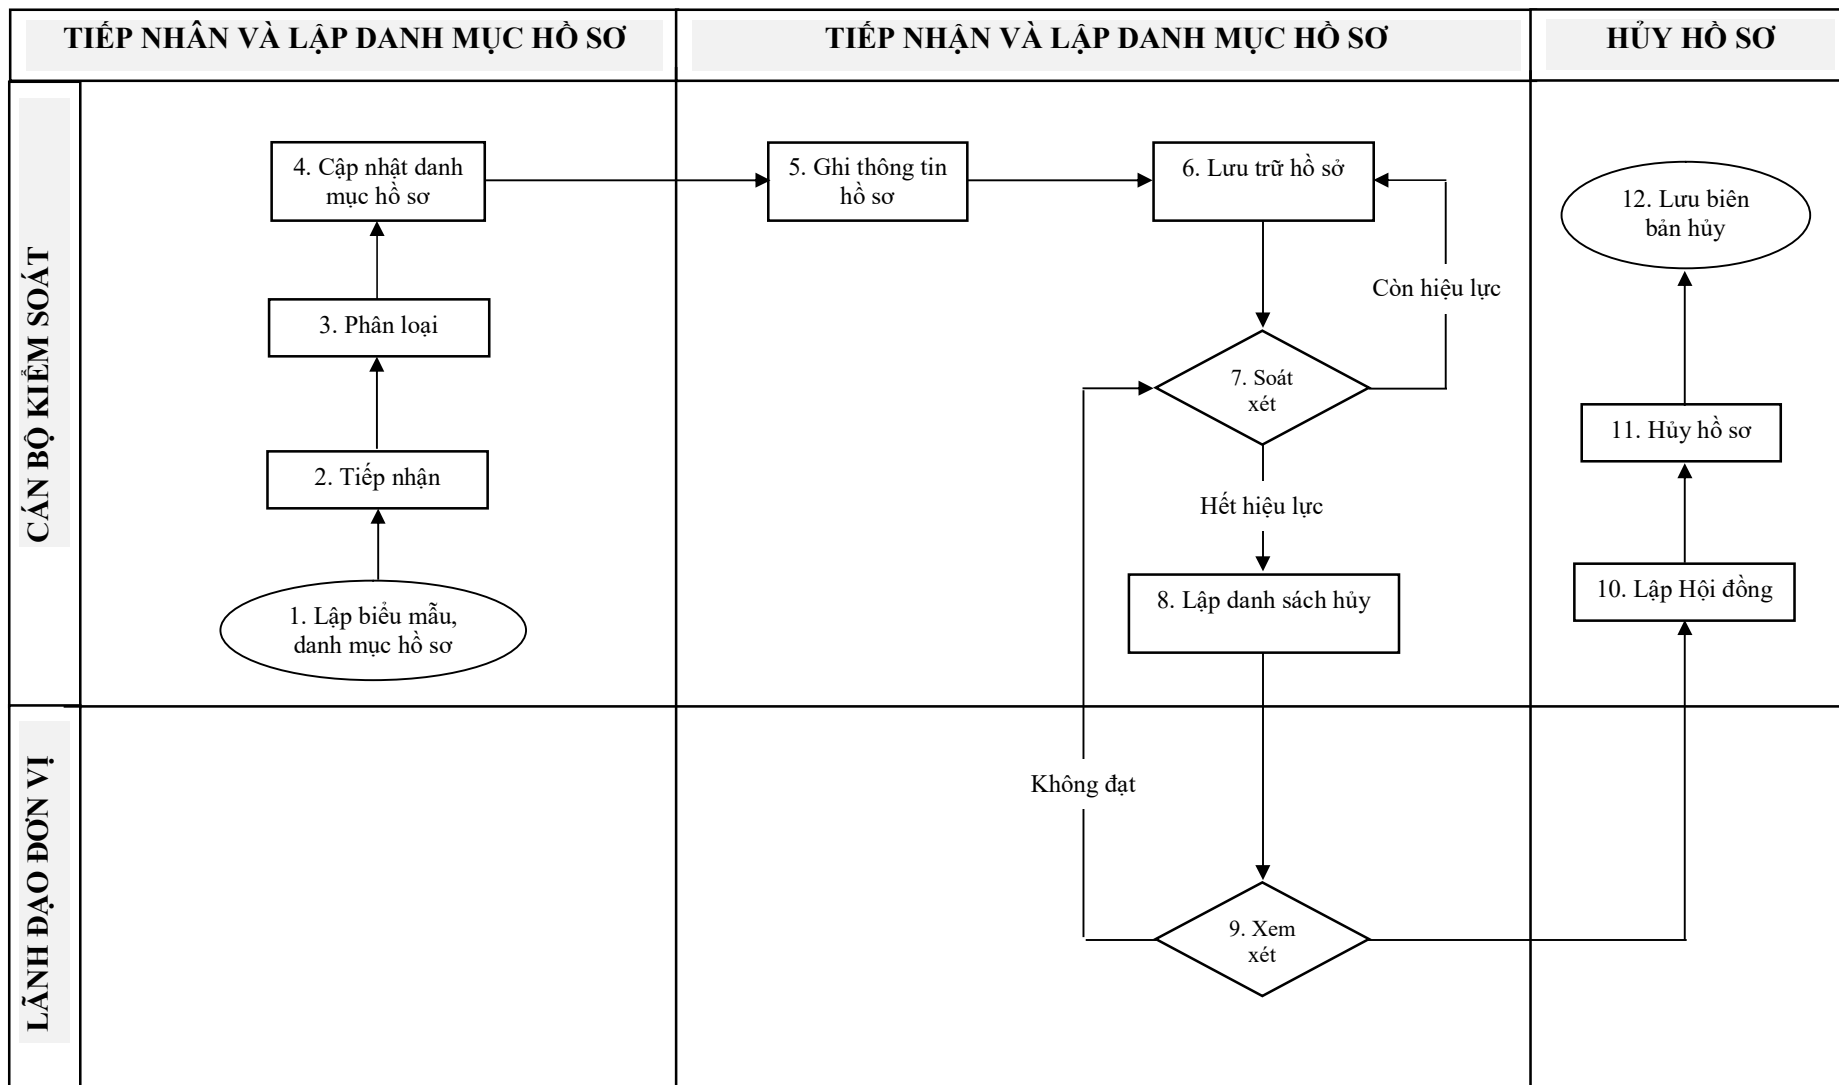 TIẾP NHÂN VÀ LẬP DANH MỤC HỒ SƠ
TIẾP NHẬN VÀ LẬP DANH MỤC HỒ SƠ
HỦY HỒ SƠ
CÁN BỘ KIỂM SOÁT
4. Cập nhật danh
mục hồ sơ
5. Ghi thông tin
hồ sơ
6. Lưu trữ hồ sở
12. Lưu biên
bản hủy
Còn hiệu lực
3. Phân loại
7. Soát
xét
11. Hủy hồ sơ
2. Tiếp nhận
Hết hiệu lực
1. Lập biểu mẫu,
danh mục hồ sơ
8. Lập danh sách hủy
10. Lập Hội đồng
LÃNH ĐẠO ĐƠN VỊ
Không đạt
9. Xem
xét